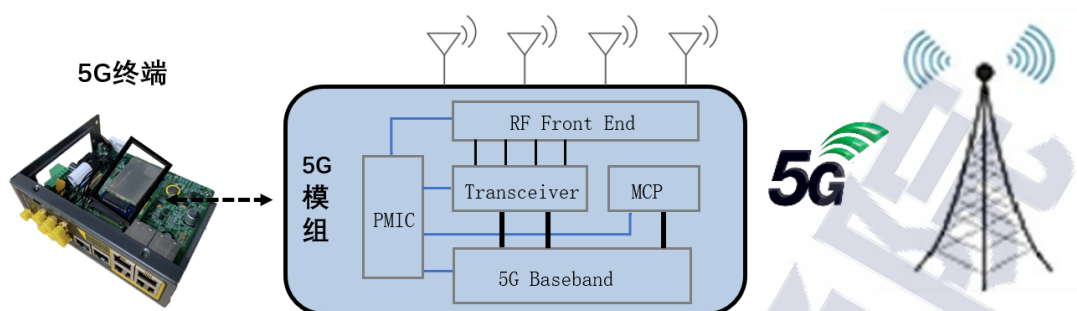 5G终端
5G
模
组
RF Front End
Transceiver
MCP
PMIC
5G Baseband
5G